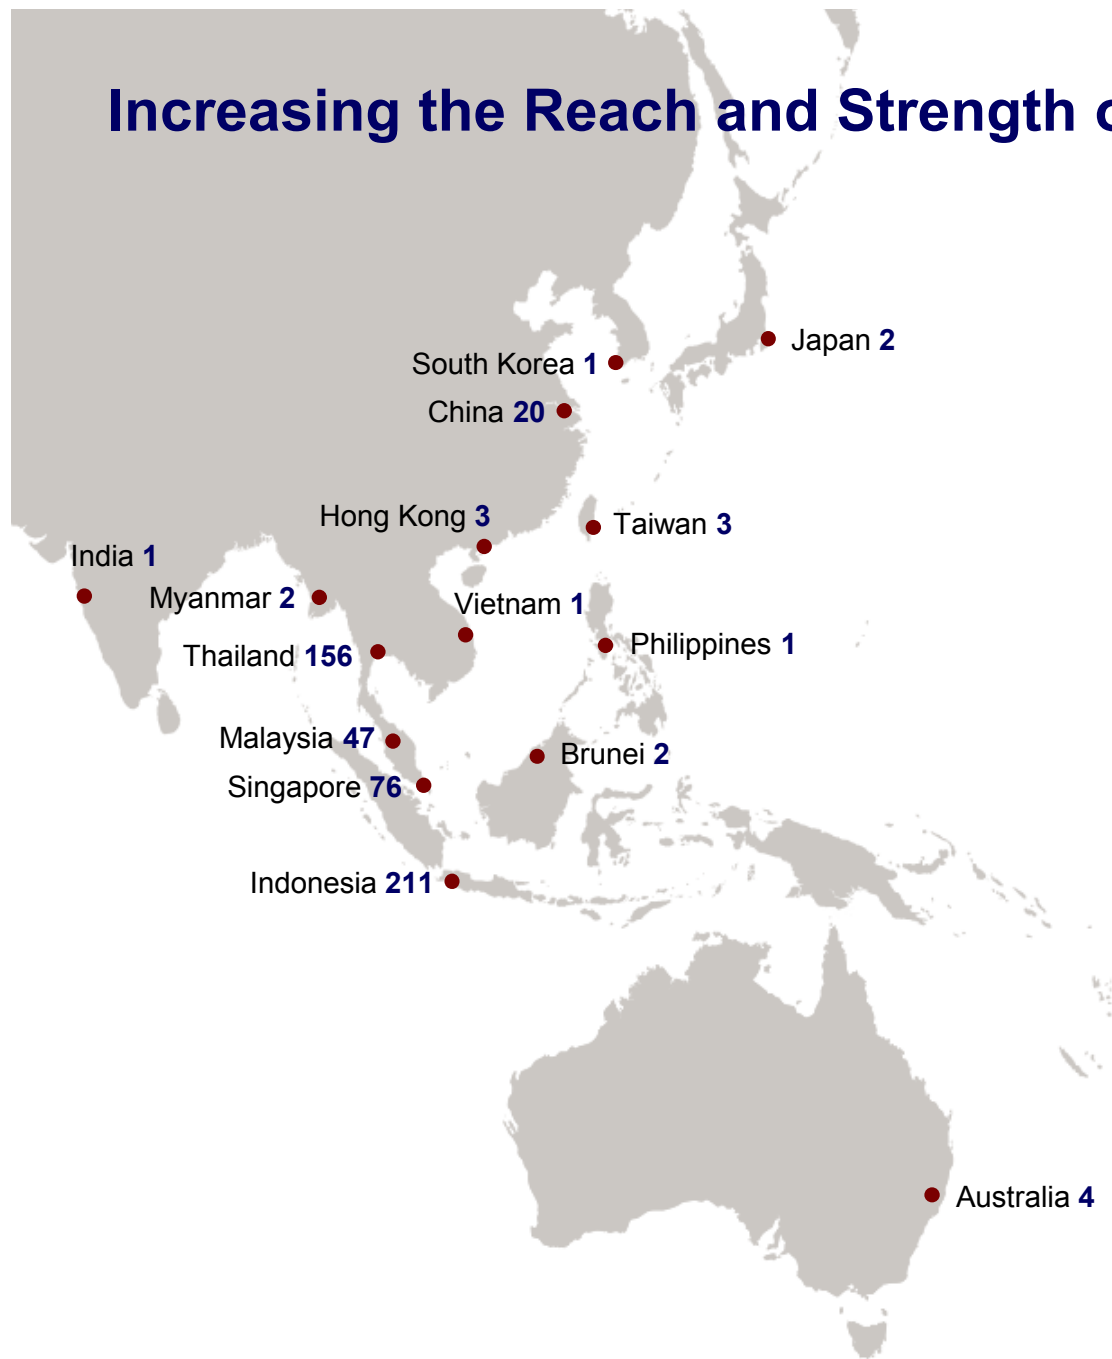 Increasing the Reach and Strength
Japan 2
South Korea 1
China 20
Hong Kong 3
Taiwan 3
India 1
Myanmar 2
Vietnam 1
Philippines 1
Thailand 156
Malaysia 47
Brunei 2
Singapore 76
Indonesia 211
Australia 4